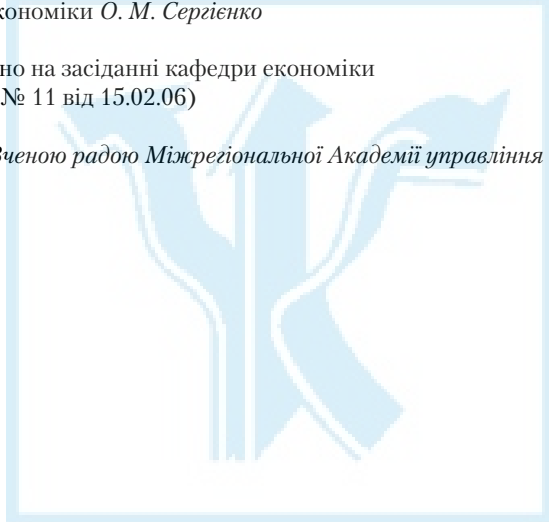 кономіки О. М. Сергієнко
но на засіданні кафедри економіки
№ 11 від 15.02.06)
Вченою радою Міжрегіональної Академії управління